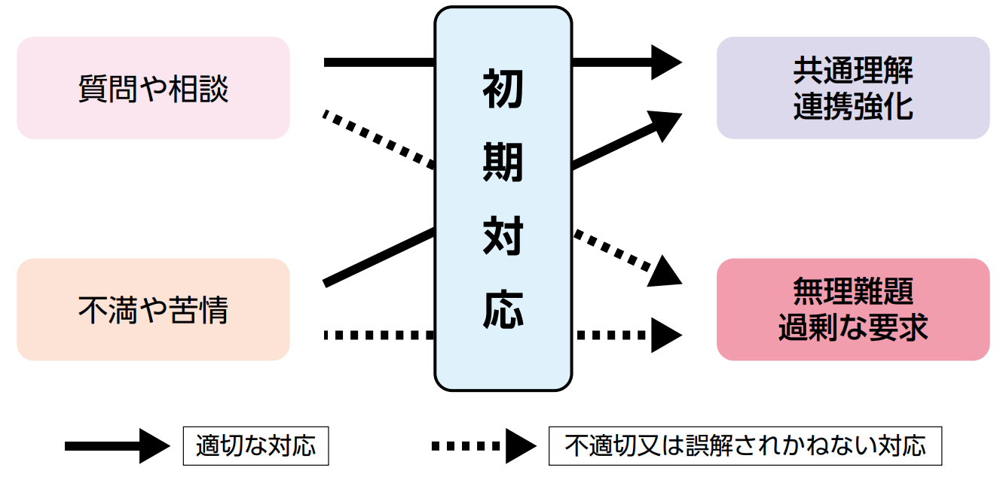 質問や相談
初期対応
共通理解
連携強化
不満や苦情
無理難題
過剰な要求
適切な対応
不適切又は誤解されかねない対応